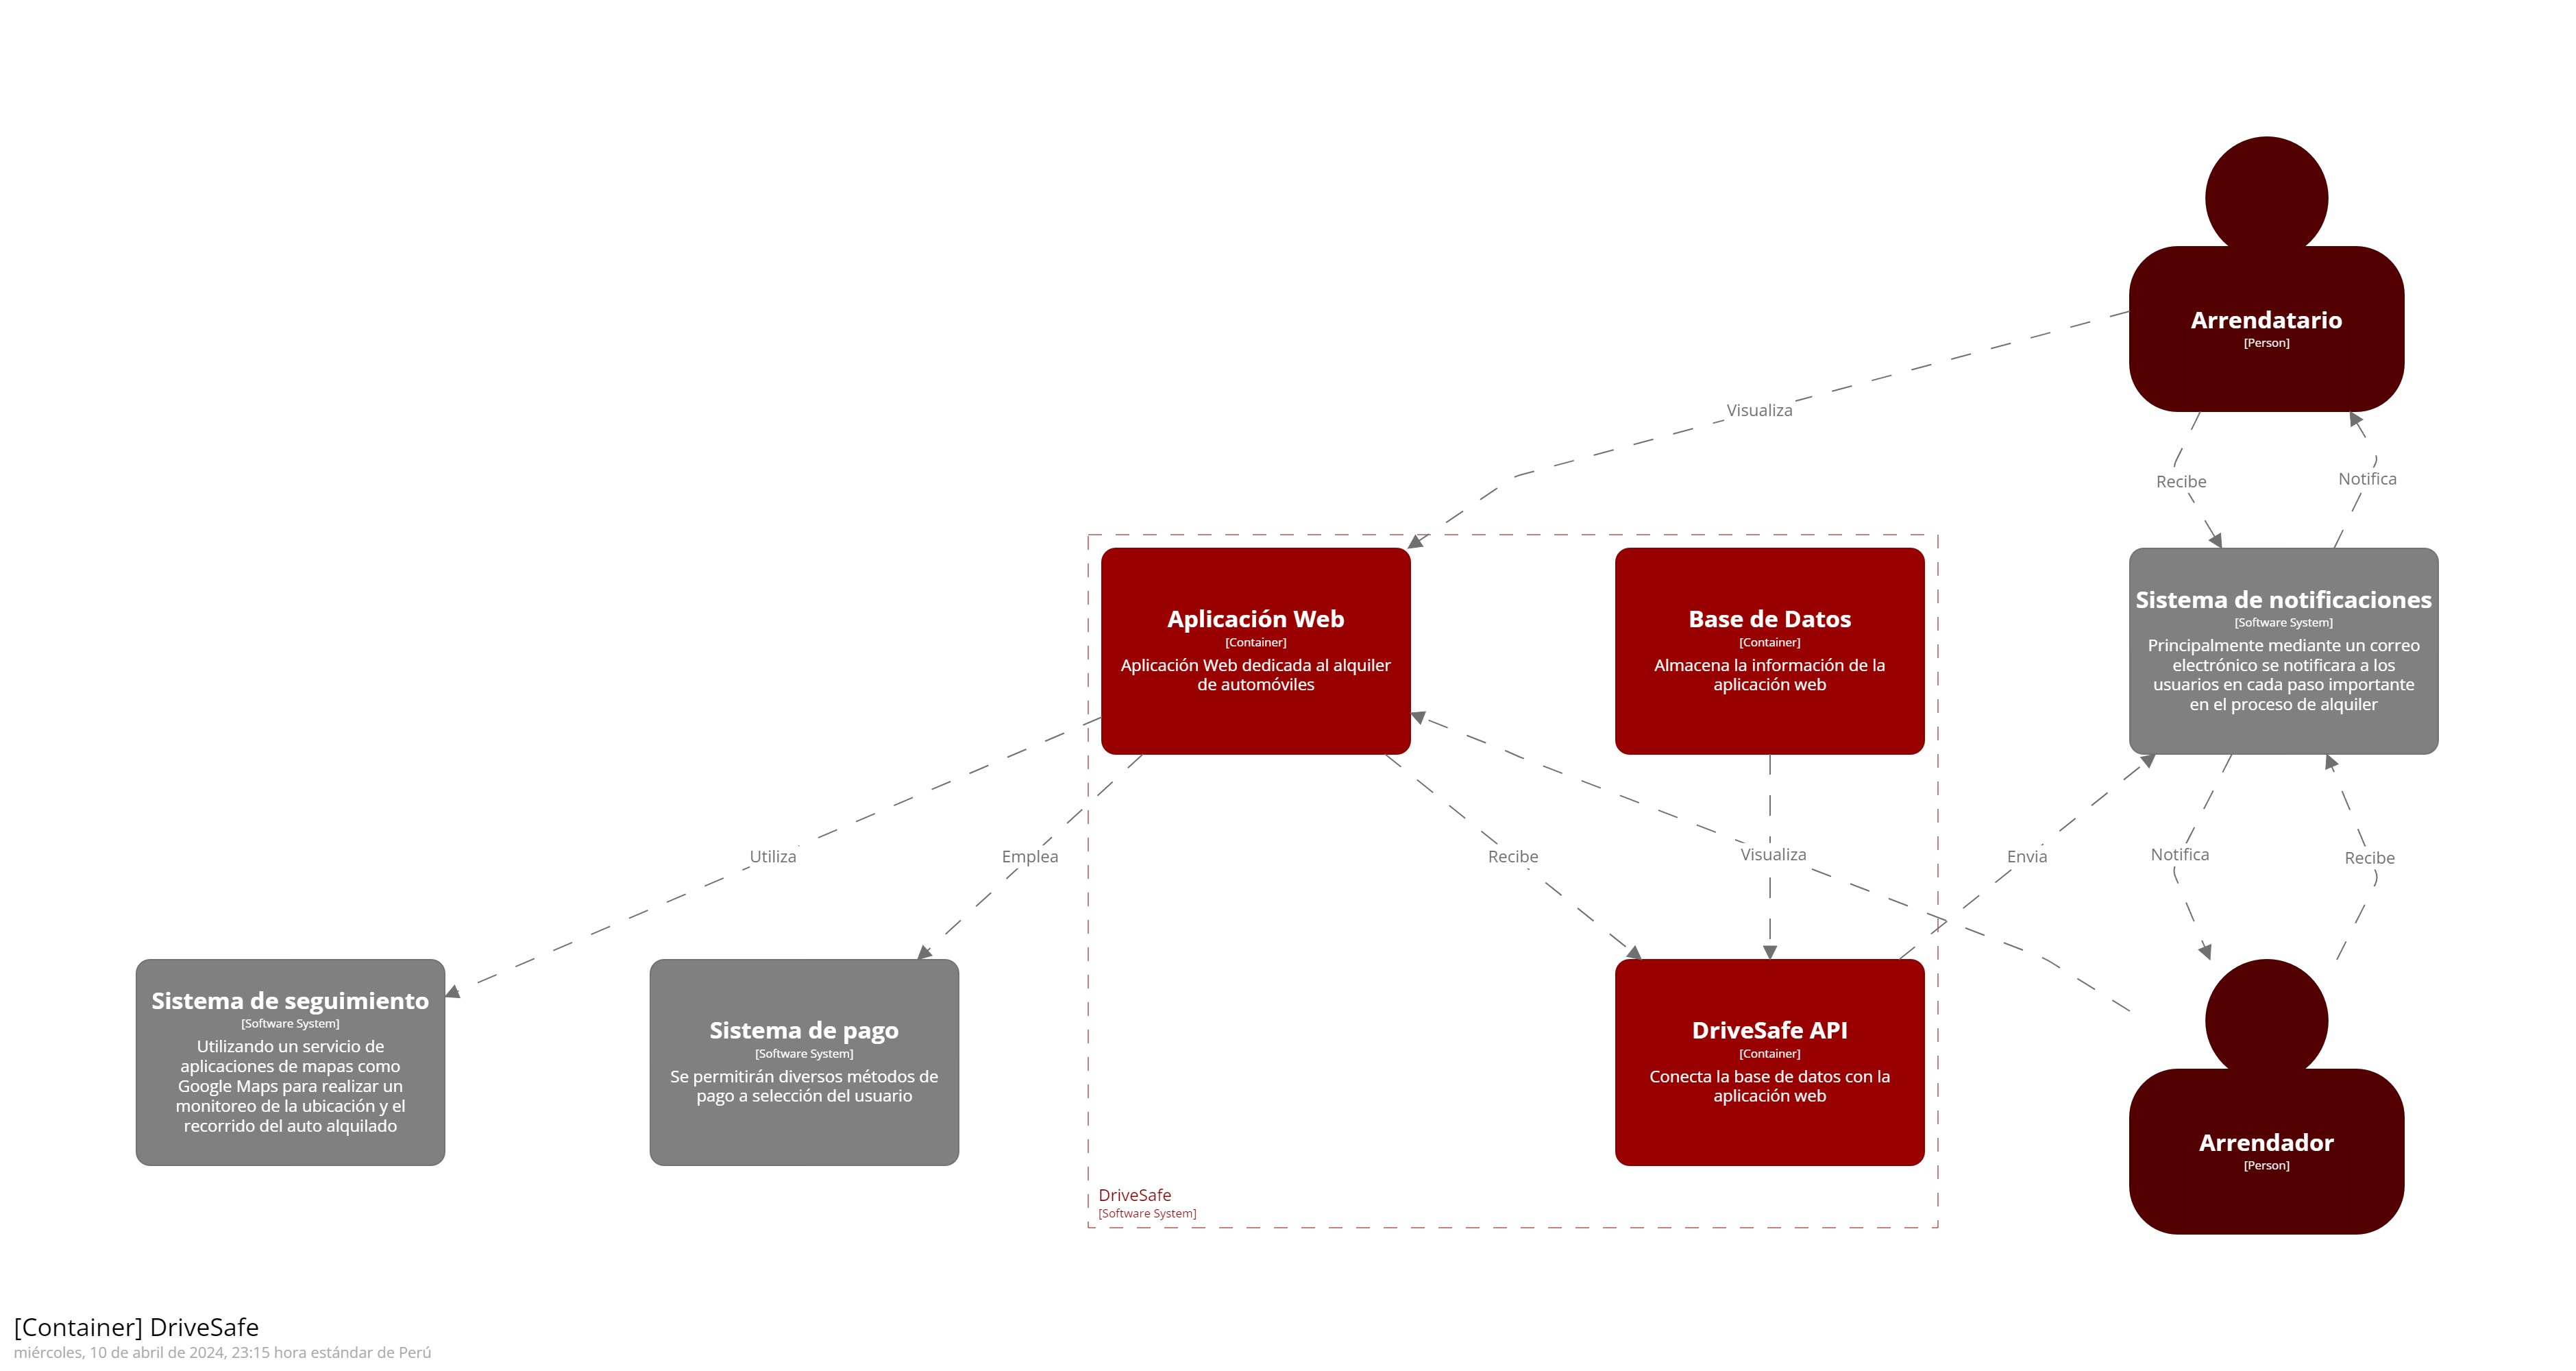 Arrendatario
[Person]
Visualiza
Recibe
Notifica
Aplicación Web
[Container]
Aplicación Web dedicada al alquiler
de automóviles
Base de Datos
[Container]
Almacena la información de la
aplicación web
Sistema de notificaciones
[Software System]
Principalmente mediante un correo
electrónico se notificara a los
usuarios en cada paso importante
en el proceso de alquiler
Utiliza
Emplea
Recibe
Visualiza
Envia
Notifica
Recibe
Sistema de seguimiento
[Software System]
Utilizando un servicio de
aplicaciones de mapas como
Google Maps para realizar un
monitoreo de la ubicación y el
recorrido del auto alquilado
Sistema de pago
[Software System]
Se permitirán diversos métodos de
pago a selección del usuario
DriveSafe API
[Container]
Conecta la base de datos con la
aplicación web
Arrendador
[Person]
DriveSafe
[Software System]
[Container] DriveSafe
miércoles, 10 de abril de 2024, 23:15 hora estándar de Perú